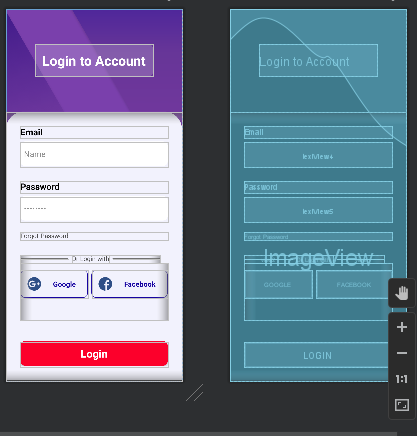 Login to Account
Email
Name
Password
--------
Forgot Password
Or Login with
G+ Google
Facebook
Login
Login to Account
Email
TextView4
Password
TextView5
Forgot Password
ImageView
GOOGLE
FACEBOOK
LOGIN
1:1